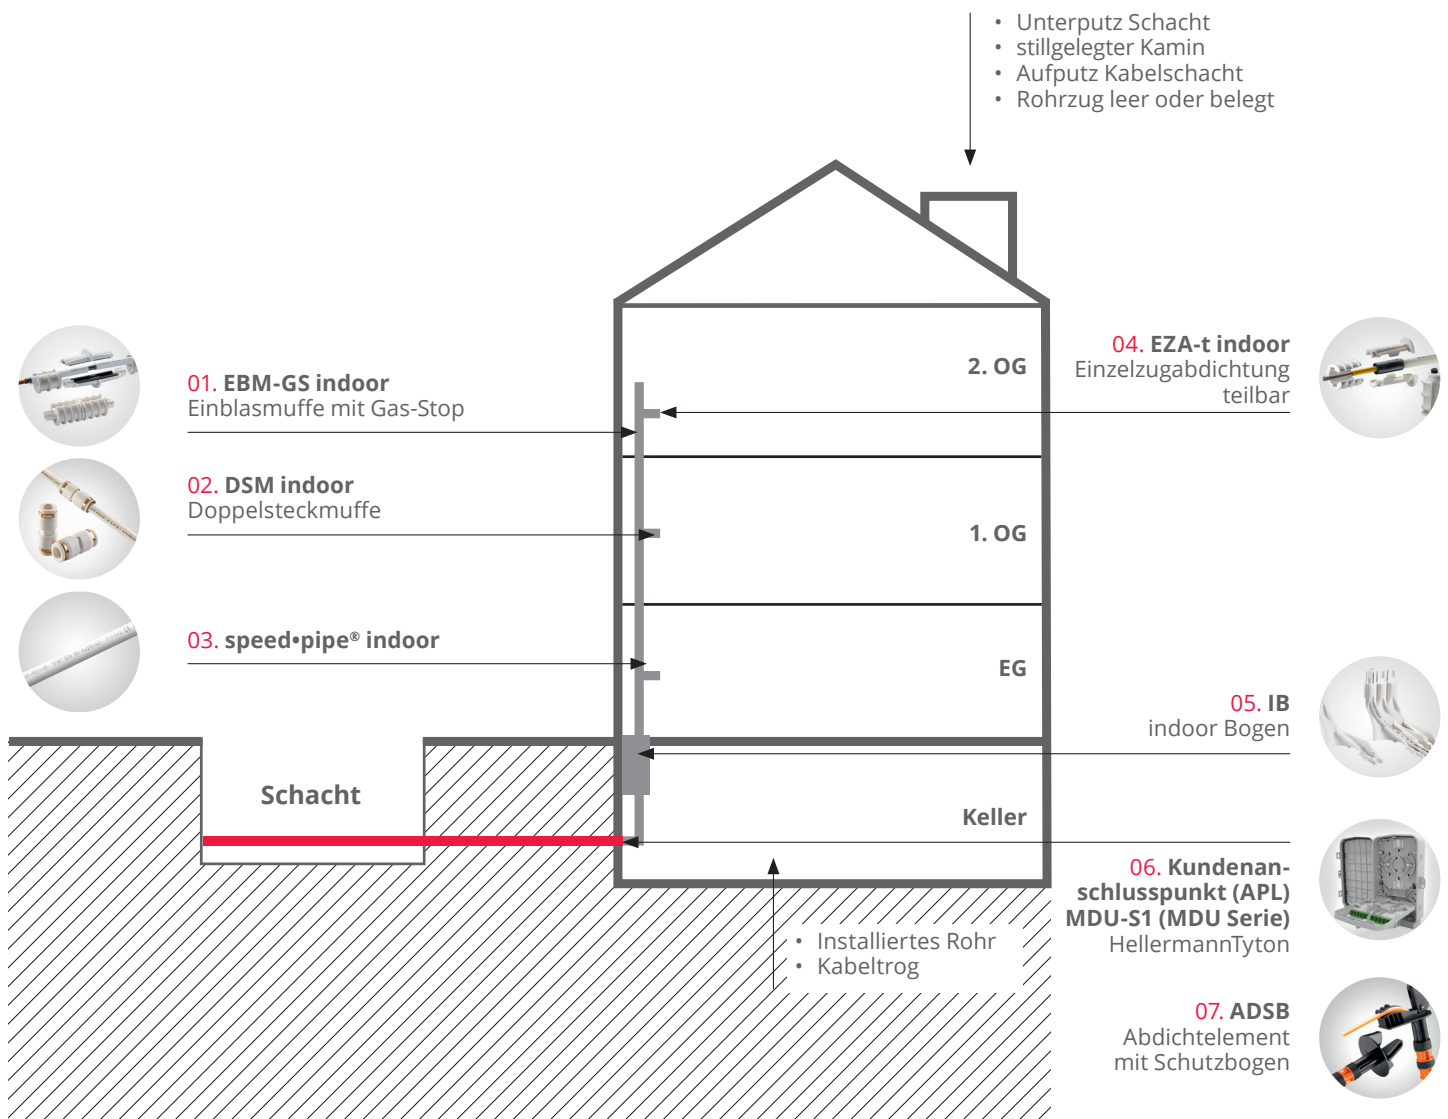 • Unterputz Schacht
• stillgelegter Kamin
• Aufputz Kabelschacht
• Rohrzug leer oder belegt
01. EBM-GS indoor
Einblasmuffe mit Gas-Stop
02. DSM indoor
Doppelsteckmuffe
03. speed•pipe® indoor
Schacht
2. OG
1. OG
EG
Keller
• Installiertes Rohr
• Kabeltrog
04. EZA-t indoor
Einzelzugabdichtung
teilbar
05. IB
indoor Bogen
06. Kundenan-
schlusspunkt (APL)
MDU-S1 (MDU Serie)
HellermannTyton
07. ADSB
Abdichtelement
mit Schutzbogen